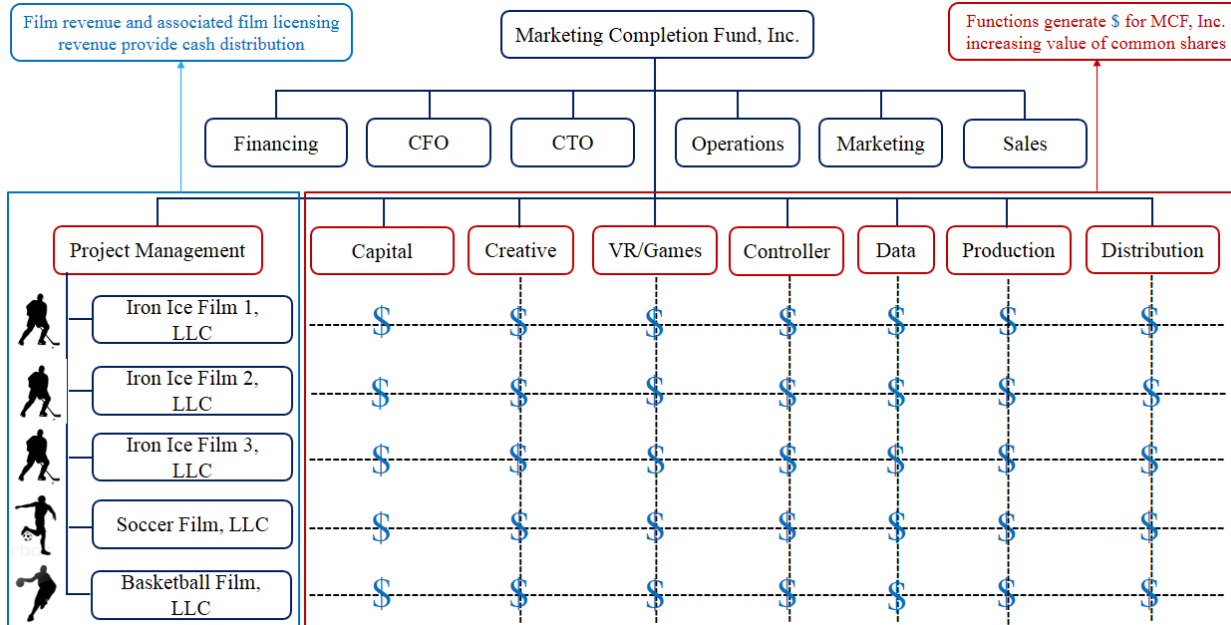 Film revenue and associated film licensing
revenue provide cash distribution
Marketing Completion Fund, Inc.
Functions generate $ for MCF, Inc.
increasing value of common shares
Financing
CFO
CTO
Operations
Marketing
Sales
Project Management
Capital
Creative
VR/Games
Controller
Data
Production
Distribution
Iron Ice Film 1,
LLC
$ $ $ $ $ $ $
Iron Ice Film 2,
LLC
$ $ $ $ $ $ $
Iron Ice Film 3,
LLC
$ $ $ $ $ $ $
Soccer Film, LLC
$ $ $ $ $ $ $
Basketball Film,
LLC
$ $ $ $ $ $ $